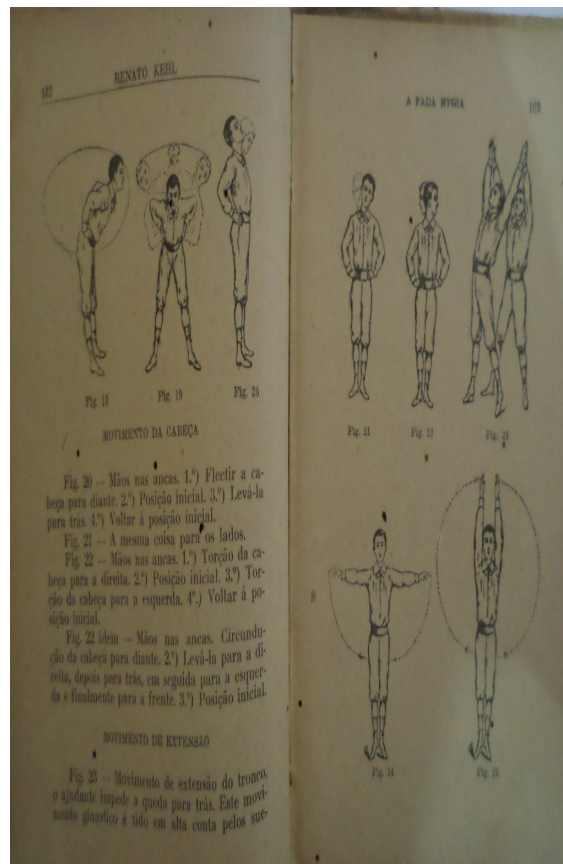 162
RENATO KEHL
Fig. 18
Fig. 19
Fig. 20
MOVIMENTO DA CABEÇA
Fig. 20 — Mãos nas ancas. 1.º) Flectir a ca-
beça para diante. 2.º) Posição inicial. 3.º) Levá-la
para trás. 4.º) Voltar á posição inicial.
Fig. 21 — A mesma coisa para os lados.
Fig. 22 — Mãos nas ancas. 1.º) Torção da ca-
beça para a direita. 2.º) Posição inicial. 3.º) Tor-
ção da cabeça para a esquerda. 4º.) Voltar á po-
sição inicial.
Fig. 22 idem — Mãos nas ancas. Circundu-
ção da cabeça para diante. 2.º) Levá-la para a di-
reita, depois para trás, em seguida para a esquer-
da e finalmente para a frente. 3.º) Posição inicial.
MOVIMENTO DE EXTENSÃO
Fig. 23 — Movimento de extensão do tronco,
o ajudante impede a queda para trás. Este movi-
mento ginastico é tido em alta conta pelos sué-
A FADA HYGIA
163
Fig. 21
Fig. 22
Fig. 23
Fig. 24
Fig. 25